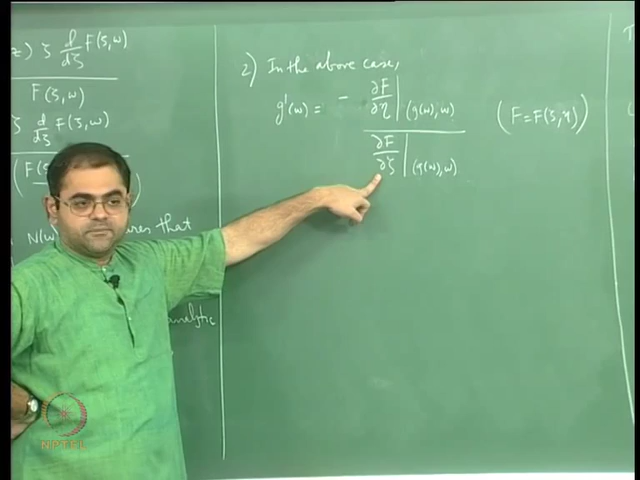 z) ζ d/dζ F(ζ,w)
F(ζ,w)
ζ d/dζ F(ζ,w)
N(w) ures that
analytic
2) In the above case,
g'(w) = - ∂F/∂η | (g(w),w)
∂F/∂ζ | (g(w),w)
(F=F(ζ,η))
NPTEL